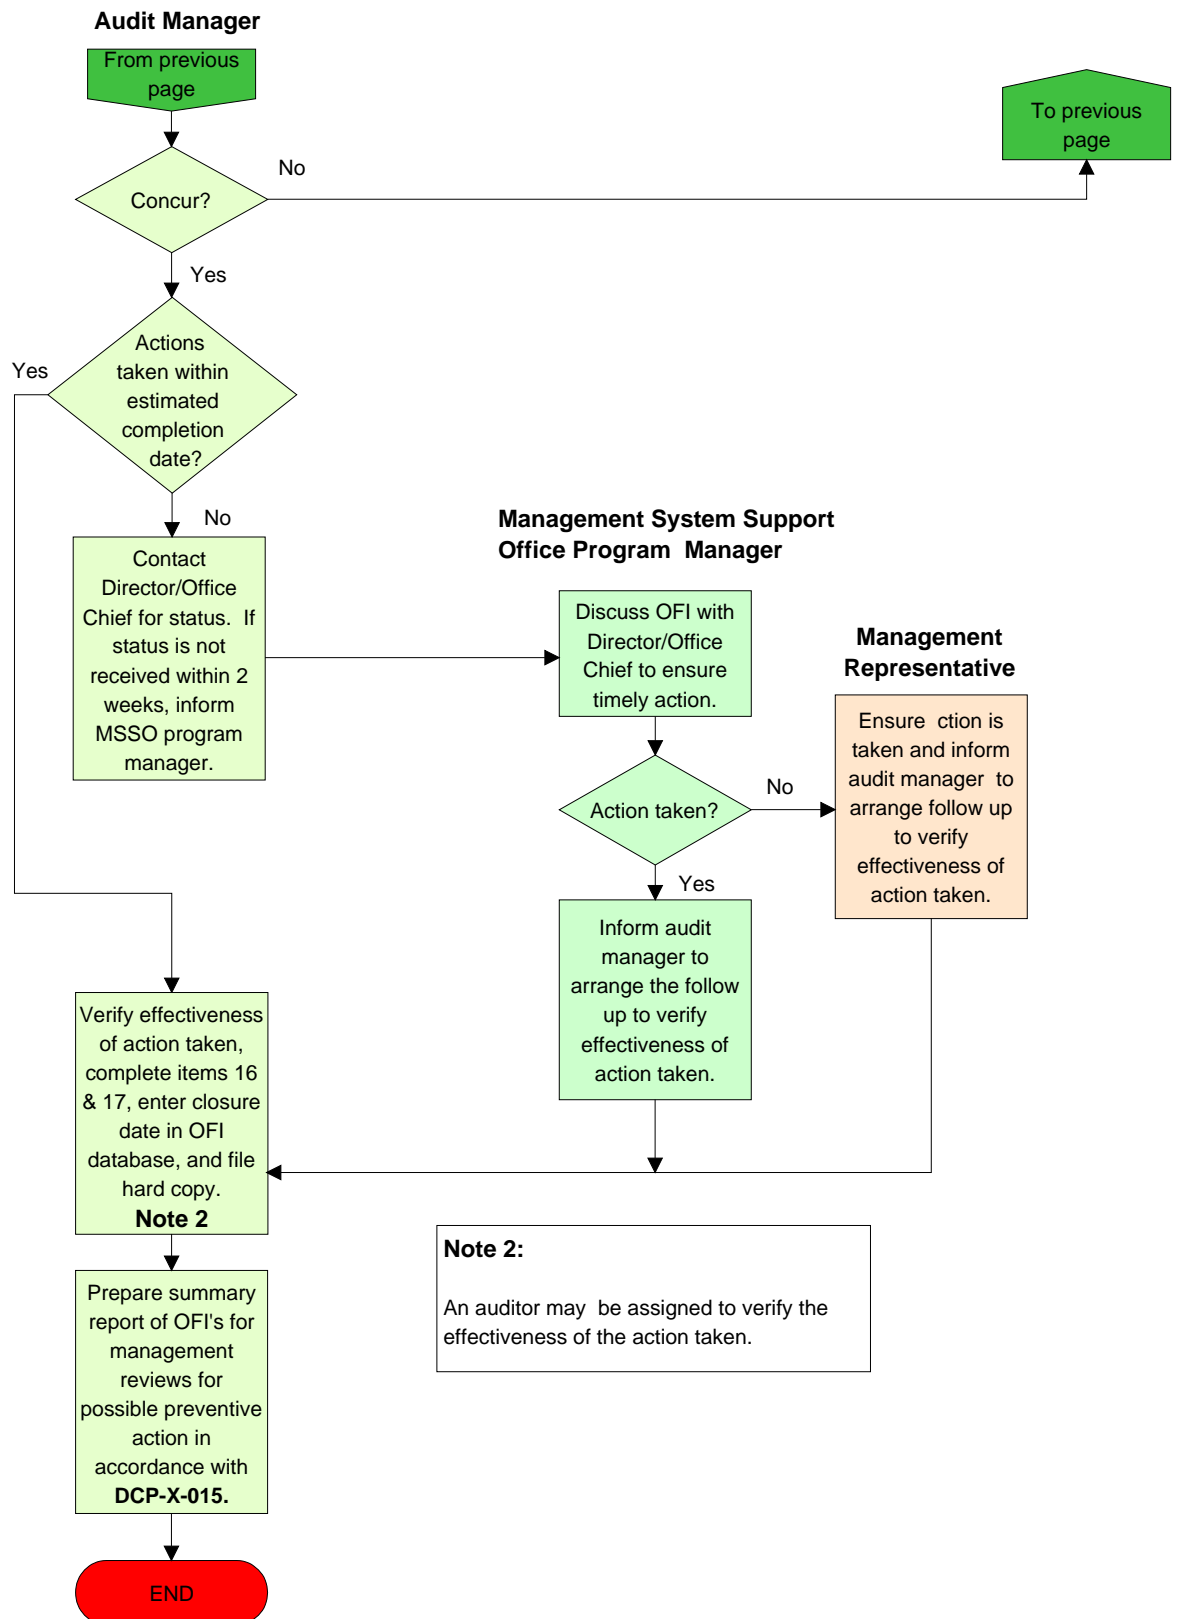 Audit Manager
From previous
page
To previous
page
No
Concur?
Yes
Actions
taken within
estimated
completion
date?
Yes
No
Contact
Director/Office
Chief for status. If
status is not
received within 2
weeks, inform
MSSO program
manager.
Management System Support
Office Program Manager
Discuss OFI with
Director/Office
Chief to ensure
timely action.
Management
Representative
Ensure ction is
taken and inform
audit manager to
arrange follow up
to verify
effectiveness of
action taken.
Action taken?
No
Yes
Inform audit
manager to
arrange the follow
up to verify
effectiveness of
action taken.
Verify effectiveness
of action taken,
complete items 16
& 17, enter closure
date in OFI
database, and file
hard copy.
Note 2
Note 2:
An auditor may be assigned to verify the
effectiveness of the action taken.
Prepare summary
report of OFI's for
management
reviews for
possible preventive
action in
accordance with
DCP-X-015.
END